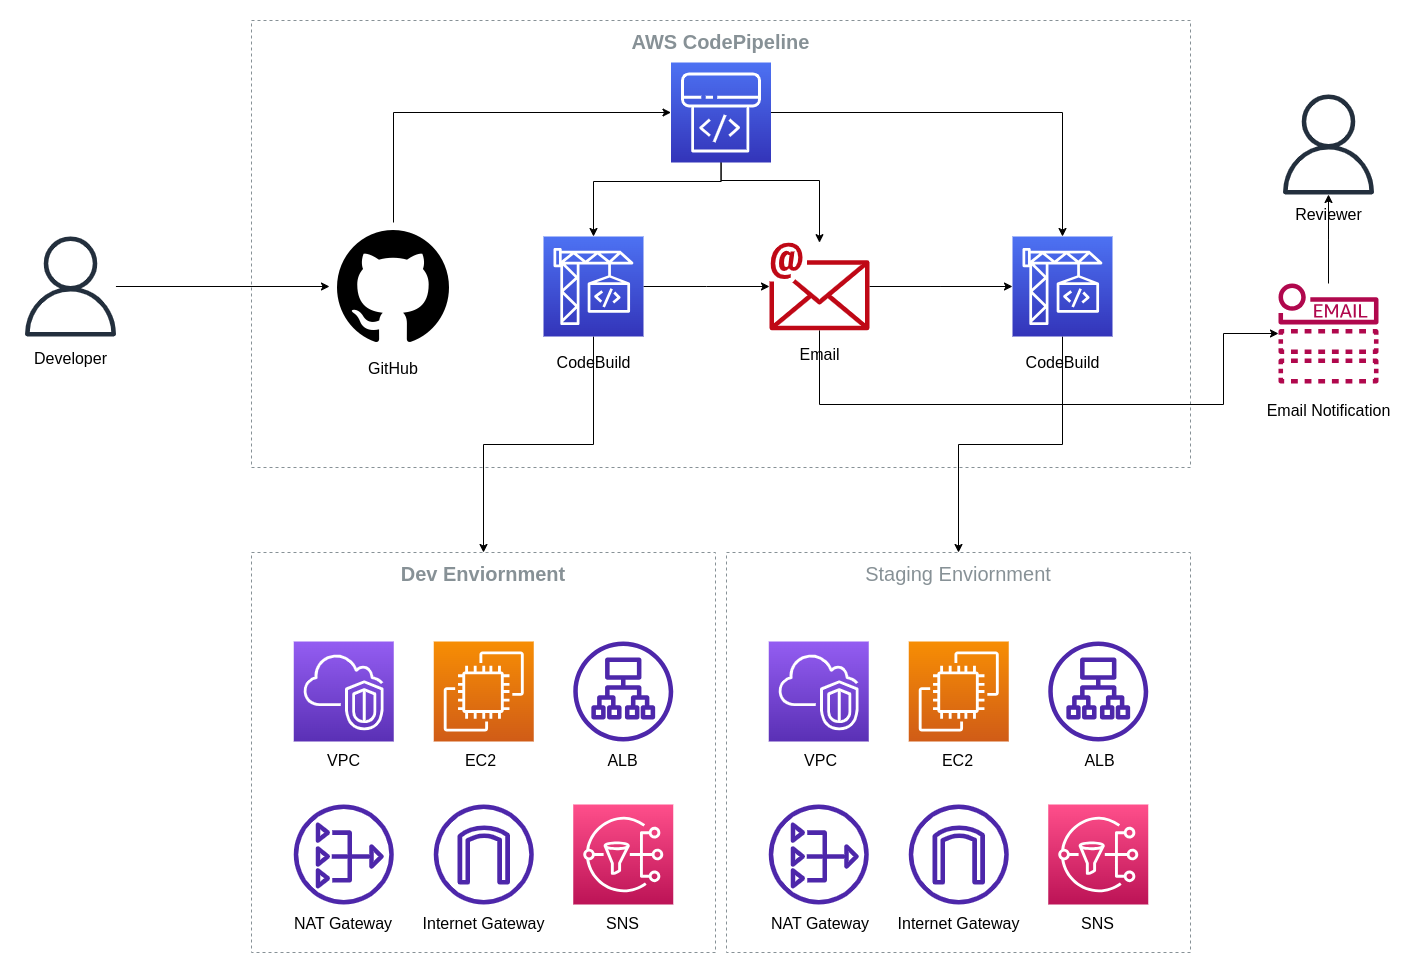 AWS CodePipeline
Developer
GitHub
CodeBuild
@
Email
CodeBuild
Reviewer
EMAIL
Email Notification
Dev Enviornment
VPC
EC2
ALB
NAT Gateway
Internet Gateway
SNS
Staging Enviornment
VPC
EC2
ALB
NAT Gateway
Internet Gateway
SNS